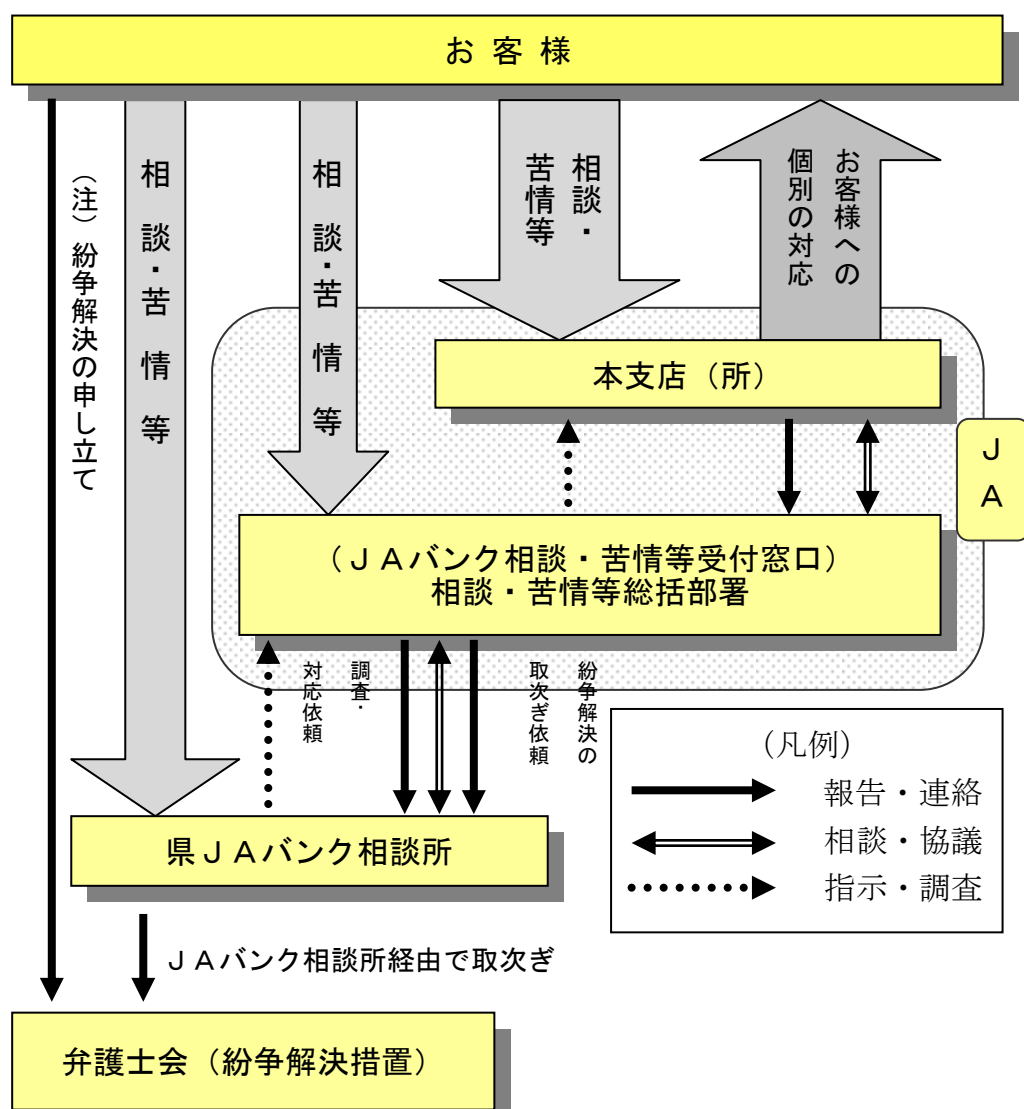 お 客 様
（注）紛争解決の申し立て
相 談・苦 情 等
相 談・苦 情 等
相談・
苦情等
お客様への
個別の対応
本支店（所）
ＪＡ
（ＪＡバンク相談・苦情等受付窓口）
相談・苦情等総括部署
調査・
対応依頼
紛争解決の
取次ぎ依頼
（凡例）
報告・連絡
相談・協議
指示・調査
県ＪＡバンク相談所
ＪＡバンク相談所経由で取次ぎ
弁護士会（紛争解決措置）